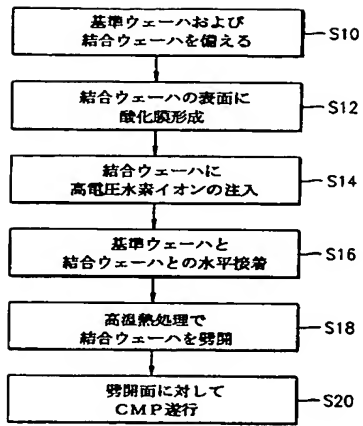 基準ウェーハおよび
結合ウェーハを備える
S10
結合ウェーハの表面に
酸化膜形成
S12
結合ウェーハに
高電圧水素イオンの注入
S14
基準ウェーハと
結合ウェーハとの水平接着
S16
高温熱処理で
結合ウェーハを劈開
S18
劈開面に対して
CMP遂行
S20